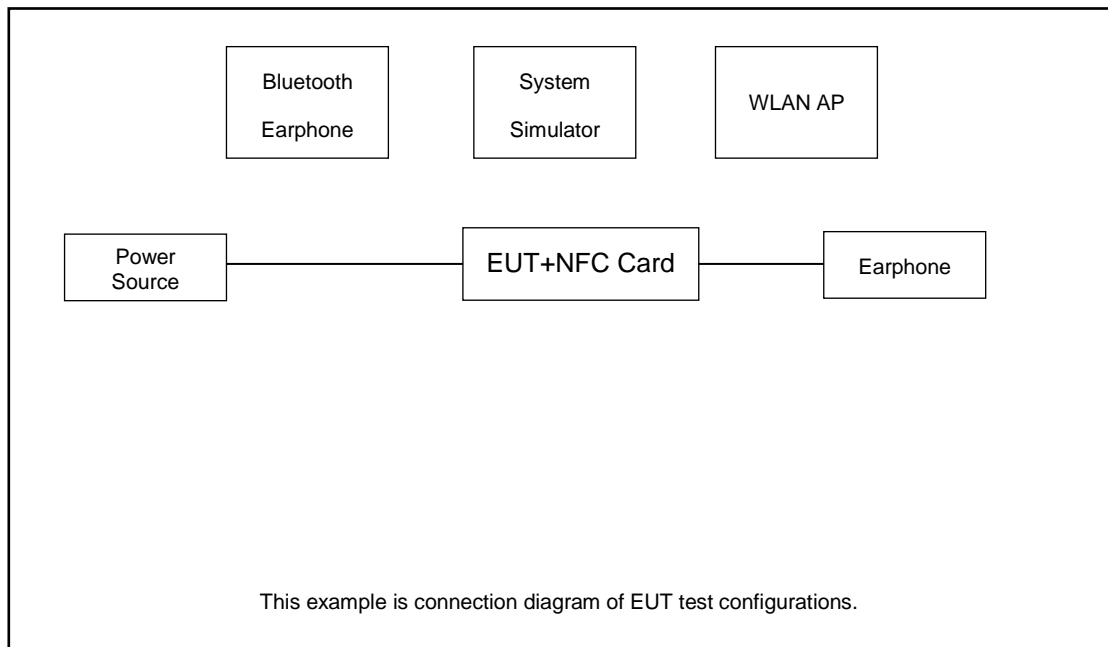 Bluetooth
Earphone
System
Simulator
WLAN AP
Power
Source
EUT+NFC Card
Earphone
This example is connection diagram of EUT test configurations.